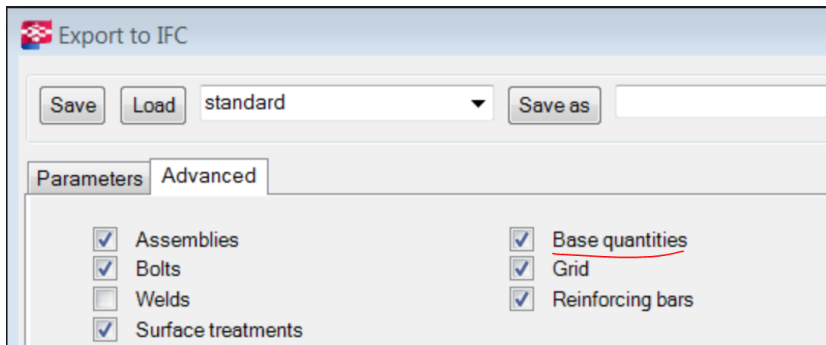 Export to IFC
Save Load standard Save as
Parameters Advanced
Assemblies Base quantities
Bolts Grid
Welds Reinforcing bars
Surface treatments